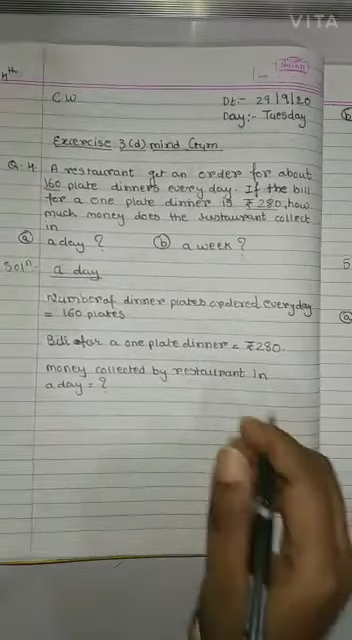 VITA
4th
C.W
Dt:- 29/9/20
Day:- Tuesday
Excercise 3(d) mind Gym
Q.4. A restaurant get an order for about
160 plate dinners every day. If the bill
for a one plate dinner is ₹280, how
much money does the restaurant collect
in
(a) a day ? (b) a week ?
Solⁿ- a day
Number of dinner plates ordered everyday
= 160 plates
Bill for a one plate dinner = ₹280.
money collected by restaurant In
a day = ?